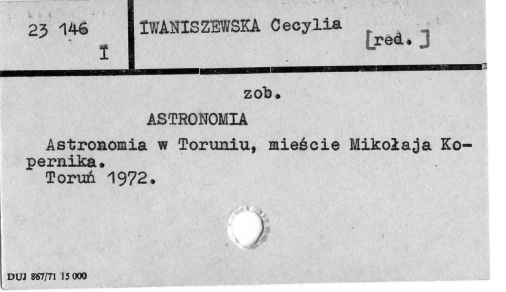 23 146
I
IWANISZEWSKA Cecylia
[red.]
zob.
ASTRONOMIA
Astronomia w Toruniu, mieście Mikołaja Ko-
pernika.
Toruń 1972.
DUJ 867/71 15 000